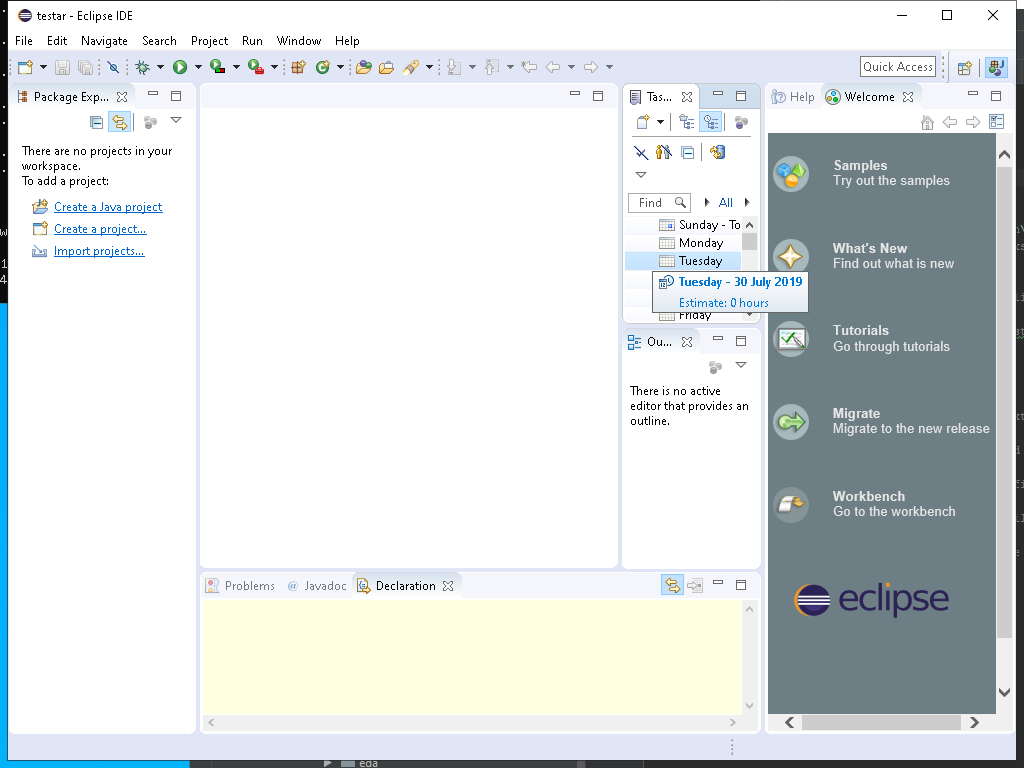 testar - Eclipse IDE
File Edit Navigate Search Project Run Window Help
Quick Access
Package Exp...
There are no projects in your
workspace.
To add a project:
Create a Java project
Create a project...
Import projects...
Tas...
Find
All
Sunday - To
Monday
Tuesday
Tuesday - 30 July 2019
Estimate: 0 hours
Friday
Ou...
There is no active
editor that provides an
outline.
Help
Welcome
Samples
Try out the samples
What's New
Find out what is new
Tutorials
Go through tutorials
Migrate
Migrate to the new release
Workbench
Go to the workbench
eclipse
Problems
@ Javadoc
Declaration
eda